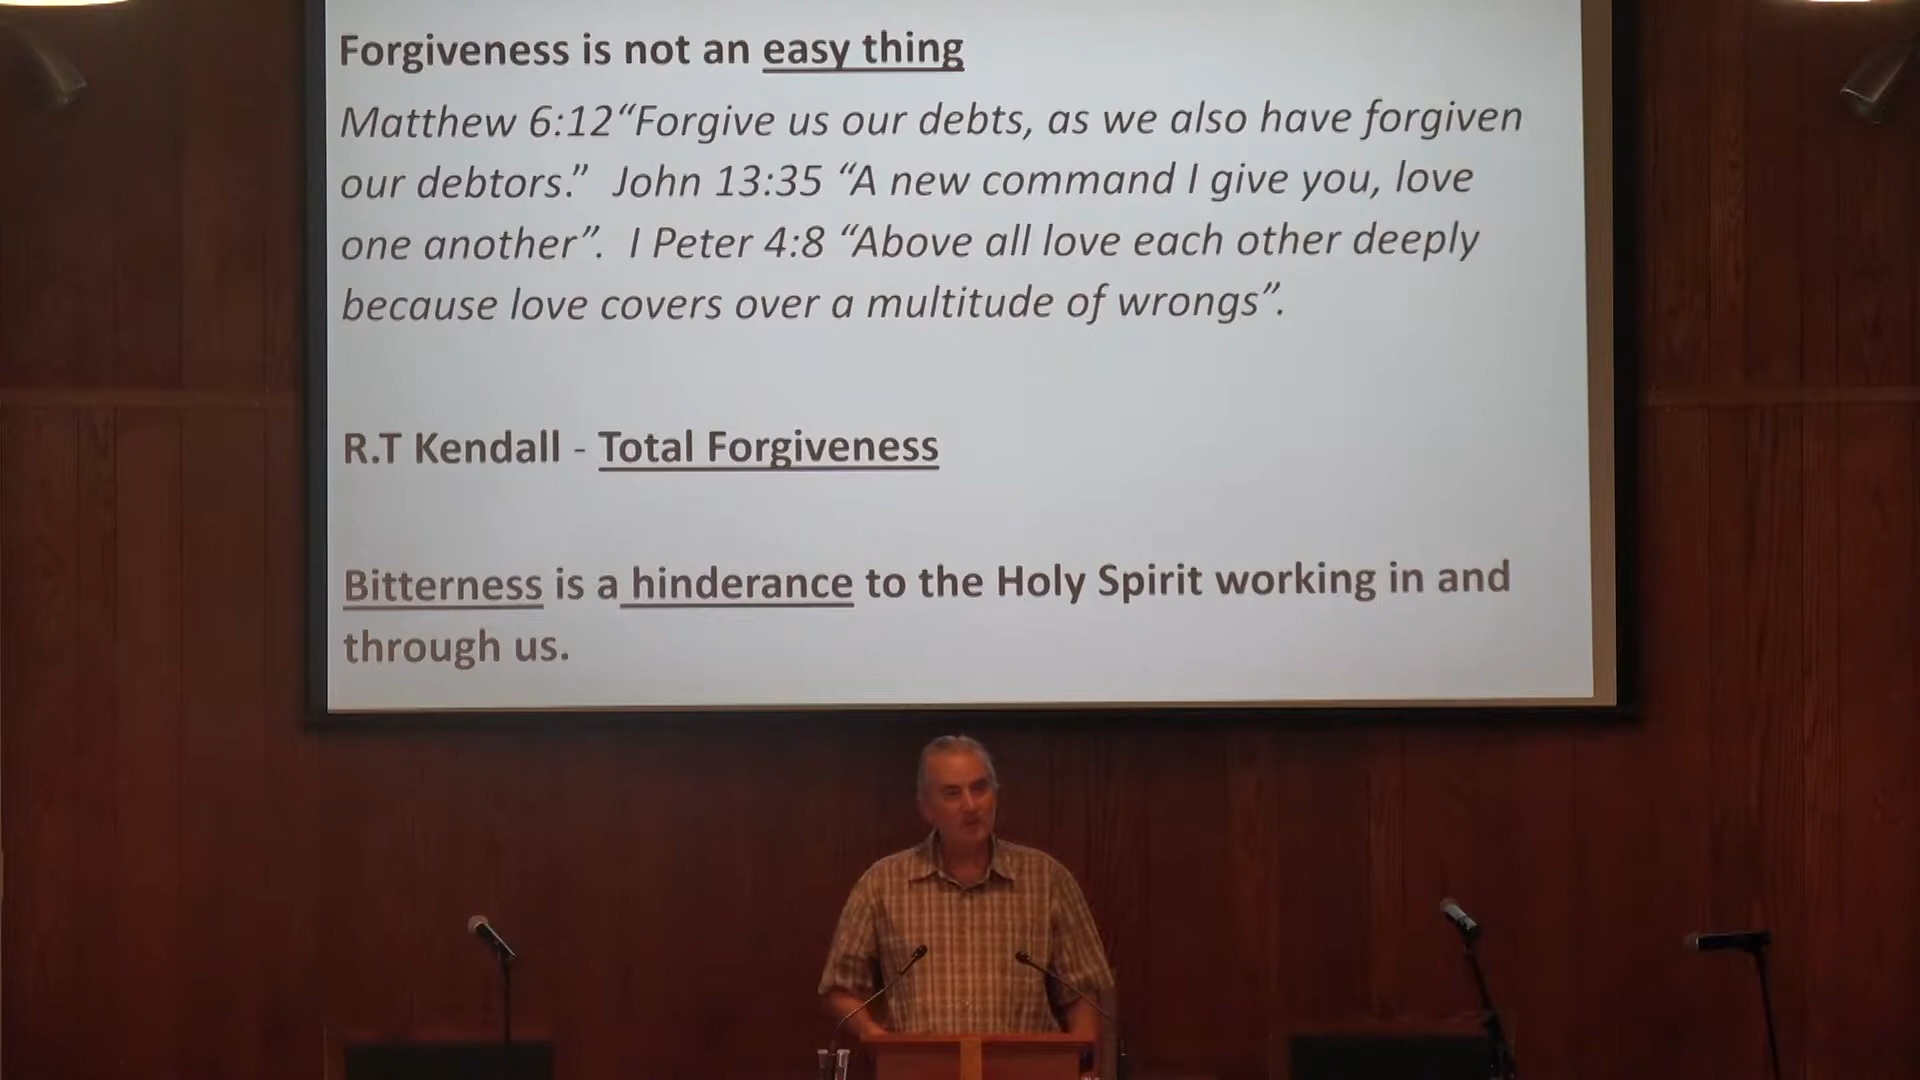 Forgiveness is not an easy thing
Matthew 6:12“Forgive us our debts, as we also have forgiven
our debtors.”  John 13:35 “A new command I give you, love
one another”.  I Peter 4:8 “Above all love each other deeply
because love covers over a multitude of wrongs”.
R.T Kendall - Total Forgiveness
Bitterness is a hinderance to the Holy Spirit working in and
through us.